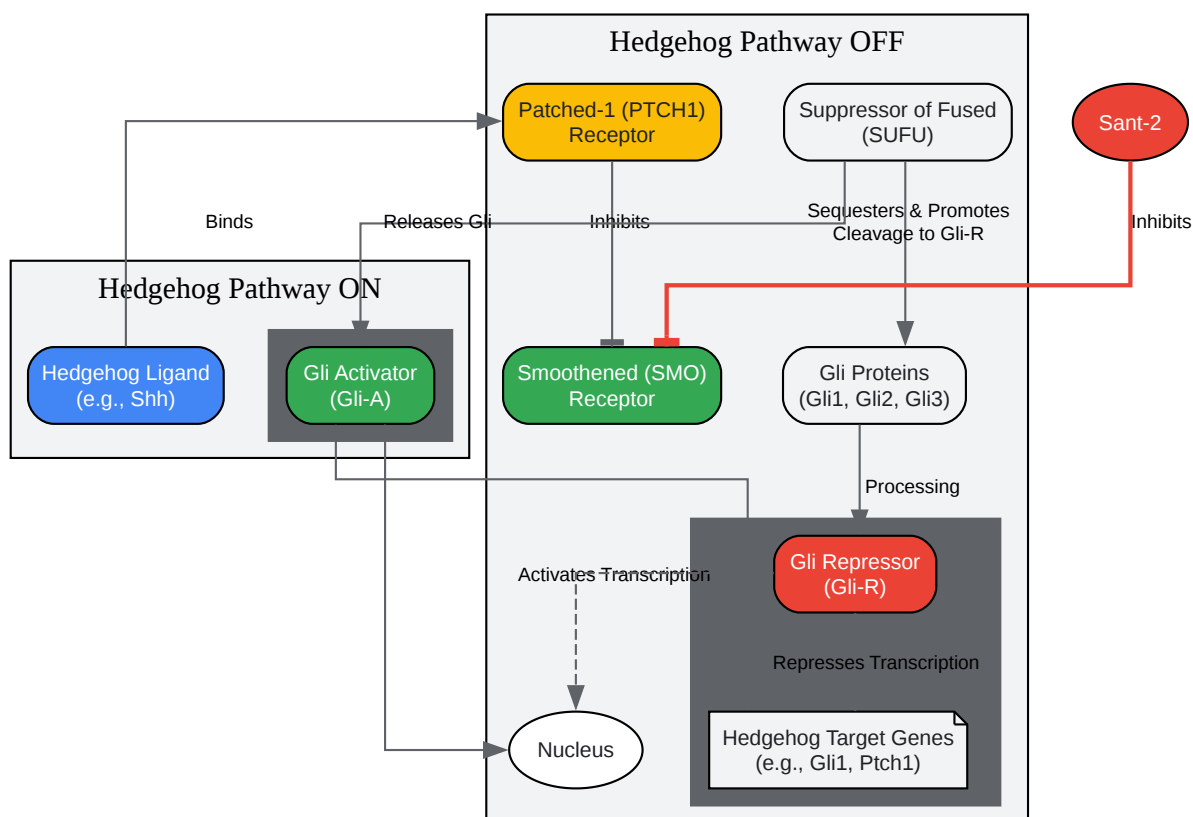 Hedgehog Pathway OFF
Patched-1 (PTCH1)
Receptor
Suppressor of Fused
(SUFU)
Sant-2
Binds
Releases Gli
Inhibits
Sequesters & Promotes
Cleavage to Gli-R
Inhibits
Hedgehog Pathway ON
Hedgehog Ligand
(e.g., Shh)
Gli Activator
(Gli-A)
Smoothened (SMO)
Receptor
Gli Proteins
(Gli1, Gli2, Gli3)
Processing
Gli Repressor
(Gli-R)
Activates Transcription
Represses Transcription
Nucleus
Hedgehog Target Genes
(e.g., Gli1, Ptch1)